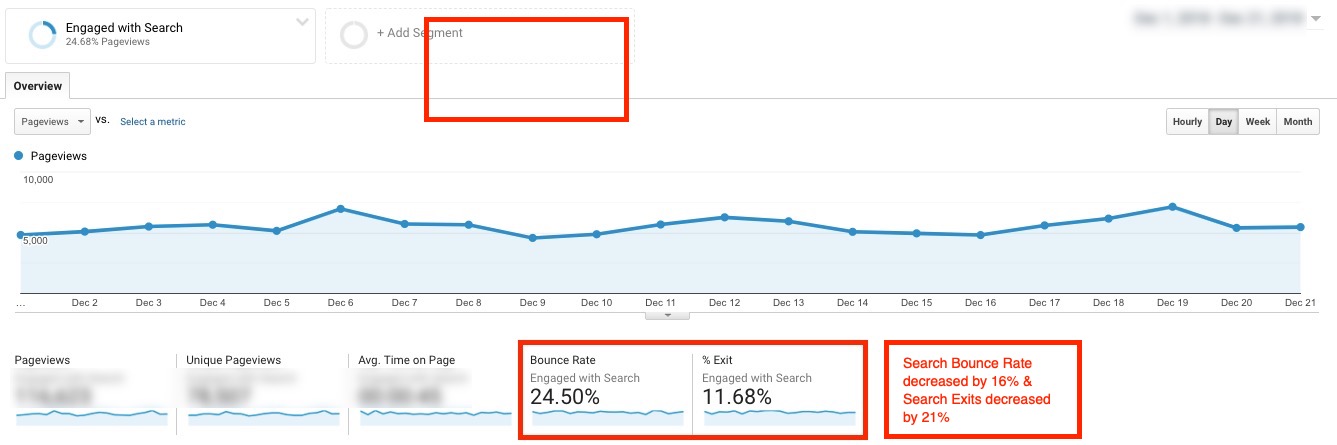 Engaged with Search
24.68% Pageviews
+ Add Segment
Overview
Pageviews vs. Select a metric
Hourly Day Week Month
Pageviews
10,000
5,000
... Dec 2 Dec 3 Dec 4 Dec 5 Dec 6 Dec 7 Dec 8 Dec 9 Dec 10 Dec 11 Dec 12 Dec 13 Dec 14 Dec 15 Dec 16 Dec 17 Dec 18 Dec 19 Dec 20 Dec 21
Pageviews Unique Pageviews Avg. Time on Page Bounce Rate % Exit
Engaged with Search Engaged with Search
24.50% 11.68%
Search Bounce Rate
decreased by 16% &
Search Exits decreased
by 21%